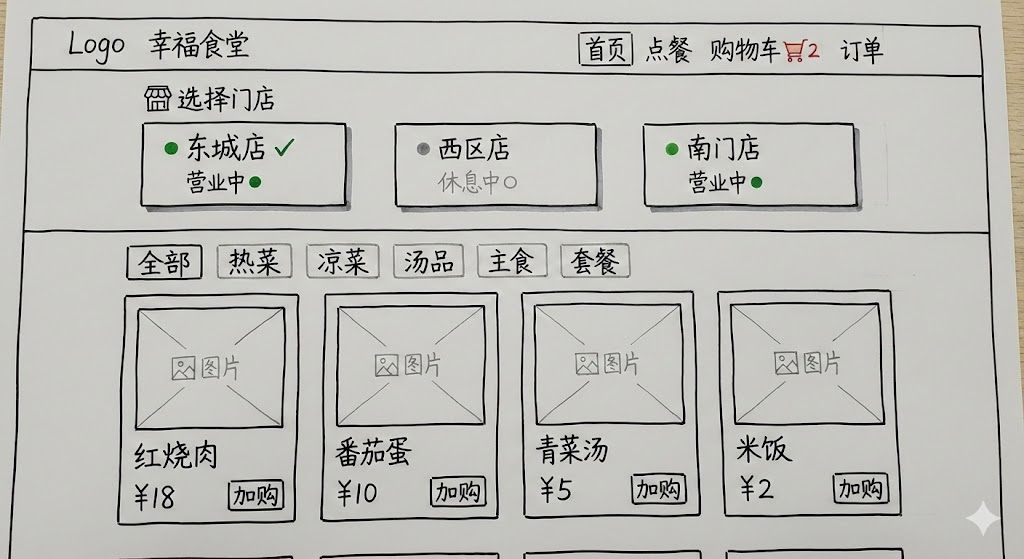 Logo 幸福食堂 首页 点餐 购物车 2 订单
选择门店
东城店 西区店 南门店
营业中 休息中 营业中
全部 热菜 凉菜 汤品 主食 套餐
图片 图片 图片 图片
红烧肉 番茄蛋 青菜汤 米饭
¥18 加购 ¥10 加购 ¥5 加购 ¥2 加购